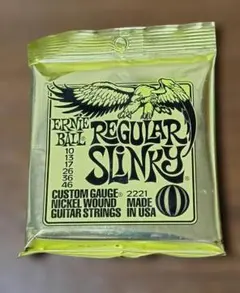 ERNIE BALL
REGULAR
SLINKY
10
13
17
26
36
46
CUSTOM GAUGE® 2221
NICKEL WOUND MADE
GUITAR STRINGS IN USA